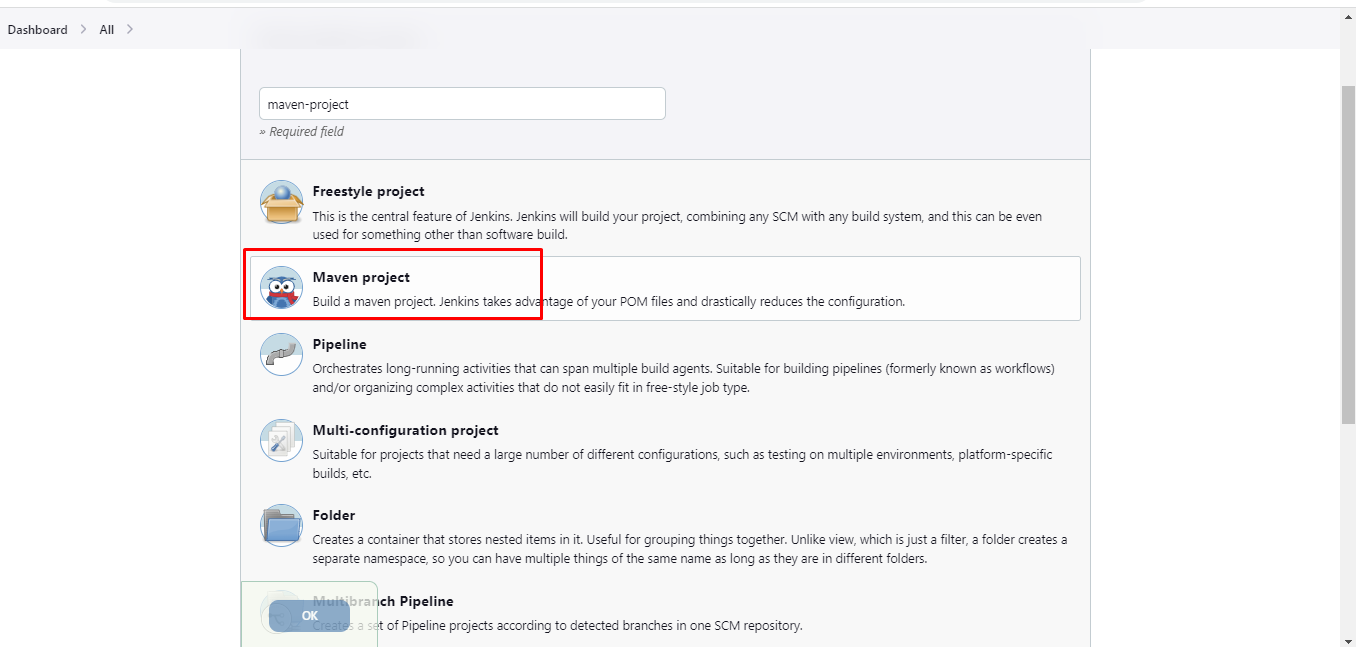 Dashboard > All >
maven-project
» Required field
Freestyle project
This is the central feature of Jenkins. Jenkins will build your project, combining any SCM with any build system, and this can be even
used for something other than software build.
Maven project
Build a maven project. Jenkins takes advantage of your POM files and drastically reduces the configuration.
Pipeline
Orchestrates long-running activities that can span multiple build agents. Suitable for building pipelines (formerly known as workflows)
and/or organizing complex activities that do not easily fit in free-style job type.
Multi-configuration project
Suitable for projects that need a large number of different configurations, such as testing on multiple environments, platform-specific
builds, etc.
Folder
Creates a container that stores nested items in it. Useful for grouping things together. Unlike view, which is just a filter, a folder creates a
separate namespace, so you can have multiple things of the same name as long as they are in different folders.
Multibranch Pipeline
OK
Creates a set of Pipeline projects according to detected branches in one SCM repository.